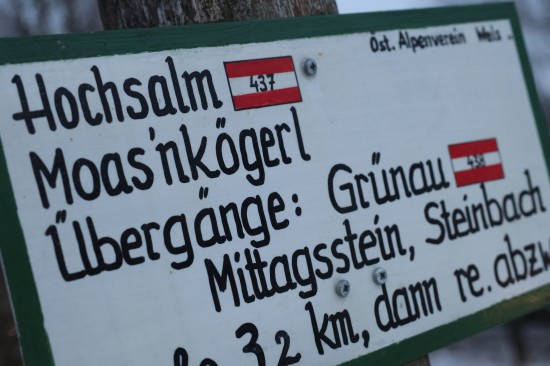 Öst. Alpenverein Wels
Hochsalm 437
Moas'nkögerl
Übergänge: Grünau 438
Mittagsstein, Steinbach
3,2 km, dann re. abzw